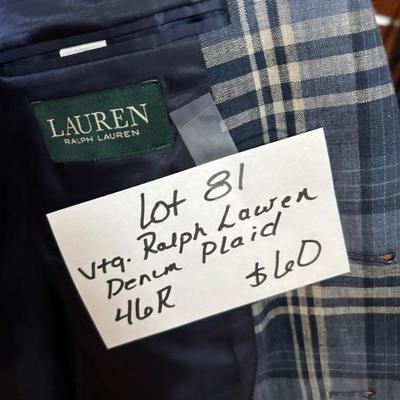 LAUREN
RALPH LAUREN
lot 81
Vtg. Ralph Lauren
Denim Plaid
46R $60